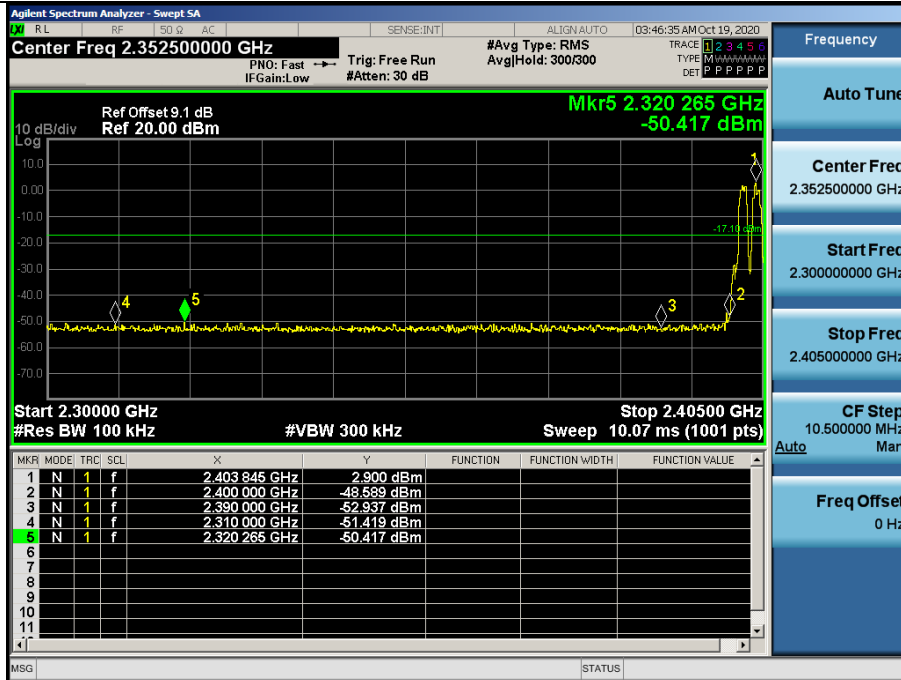 Agilent Spectrum Analyzer - Swept SA
LXI RL RF 50 Ω AC SENSE:INT ALIGN AUTO 03:46:35 AM Oct 19, 2020
Center Freq 2.352500000 GHz
PNO: Fast
IFGain:Low
Trig: Free Run
#Atten: 30 dB
#Avg Type: RMS
Avg|Hold: 300/300
TRACE 1 2 3 4 5 6
TYPE M
DET P P P P P P
Mkr5 2.320 265 GHz
-50.417 dBm
Ref Offset 9.1 dB
10 dB/div Ref 20.00 dBm
Log
10.0
0.00
-10.0
-20.0
-30.0
-40.0
-50.0
-60.0
-70.0
-17.10 dBm
1
2
3
4
5
Start 2.30000 GHz Stop 2.40500 GHz
#Res BW 100 kHz #VBW 300 kHz Sweep 10.07 ms (1001 pts)
MKR MODE TRC SCL X Y FUNCTION FUNCTION WIDTH FUNCTION VALUE
1 N 1 f 2.403 845 GHz 2.900 dBm
2 N 1 f 2.400 000 GHz -48.589 dBm
3 N 1 f 2.390 000 GHz -52.937 dBm
4 N 1 f 2.310 000 GHz -51.419 dBm
5 N 1 f 2.320 265 GHz -50.417 dBm
6
7
8
9
10
11
MSG STATUS
Frequency
Auto Tune
Center Freq
2.352500000 GHz
Start Freq
2.300000000 GHz
Stop Freq
2.405000000 GHz
CF Step
10.500000 MHz
Auto Man
Freq Offset
0 Hz